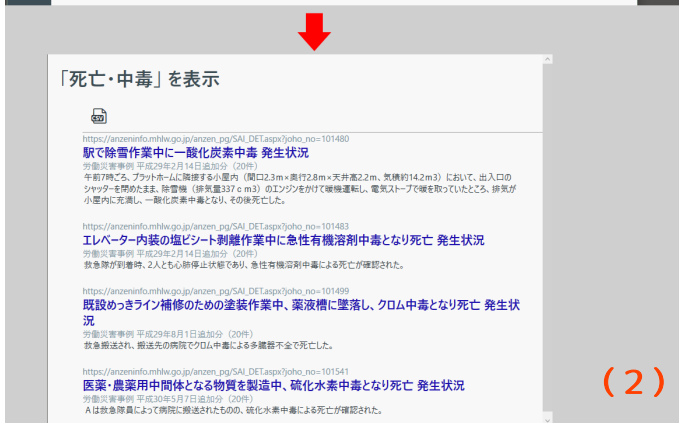 「死亡・中毒」を表示
CSV
https://anzeninfo.mhlw.go.jp/anzen_pg/SAI_DET.aspx?joho_no=101480
駅で除雪作業中に一酸化炭素中毒 発生状況
労働災害事例 平成29年2月14日追加分（20件）
午前7時ごろ、プラットホームに隣接する小屋内（間口2.3ｍ×奥行2.8ｍ×天井高2.2ｍ、気積約14.2ｍ3）において、出入口の
シャッターを閉めたまま、除雪機（排気量337ｃｍ3）のエンジンをかけて暖機運転し、電気ストーブで暖を取っていたところ、排気が
小屋内に充満し、一酸化炭素中毒となり、その後死亡した。
https://anzeninfo.mhlw.go.jp/anzen_pg/SAI_DET.aspx?joho_no=101483
エレベーター内装の塩ビシート剥離作業中に急性有機溶剤中毒となり死亡 発生状況
労働災害事例 平成29年2月14日追加分（20件）
救急隊が到着時、2人とも心肺停止状態であり、急性有機溶剤中毒による死亡が確認された。
https://anzeninfo.mhlw.go.jp/anzen_pg/SAI_DET.aspx?joho_no=101499
既設めっきライン補修のための塗装作業中、薬液槽に墜落し、クロム中毒となり死亡 発生状
況
労働災害事例 平成29年8月1日追加分（20件）
救急搬送され、搬送先の病院でクロム中毒による多臓器不全で死亡した。
https://anzeninfo.mhlw.go.jp/anzen_pg/SAI_DET.aspx?joho_no=101541
医薬・農薬用中間体となる物質を製造中、硫化水素中毒となり死亡 発生状況
労働災害事例 平成30年5月7日追加分（20件）
Ａは救急隊員によって病院に搬送されたものの、硫化水素中毒による死亡が確認された。
（2）